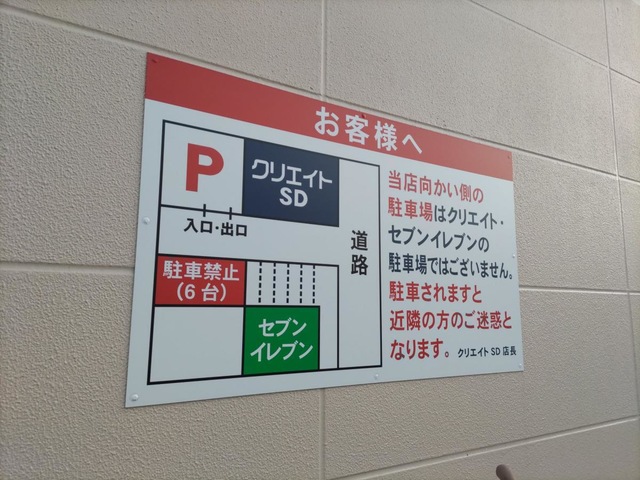 お客様へ
P
クリエイト
SD
入口・出口
道路
駐車禁止
(6台)
セブン
イレブン
当店向かい側の
駐車場はクリエイト・
セブンイレブンの
駐車場ではございません。
駐車されますと
近隣の方のご迷惑と
なります。 クリエイトSD店長